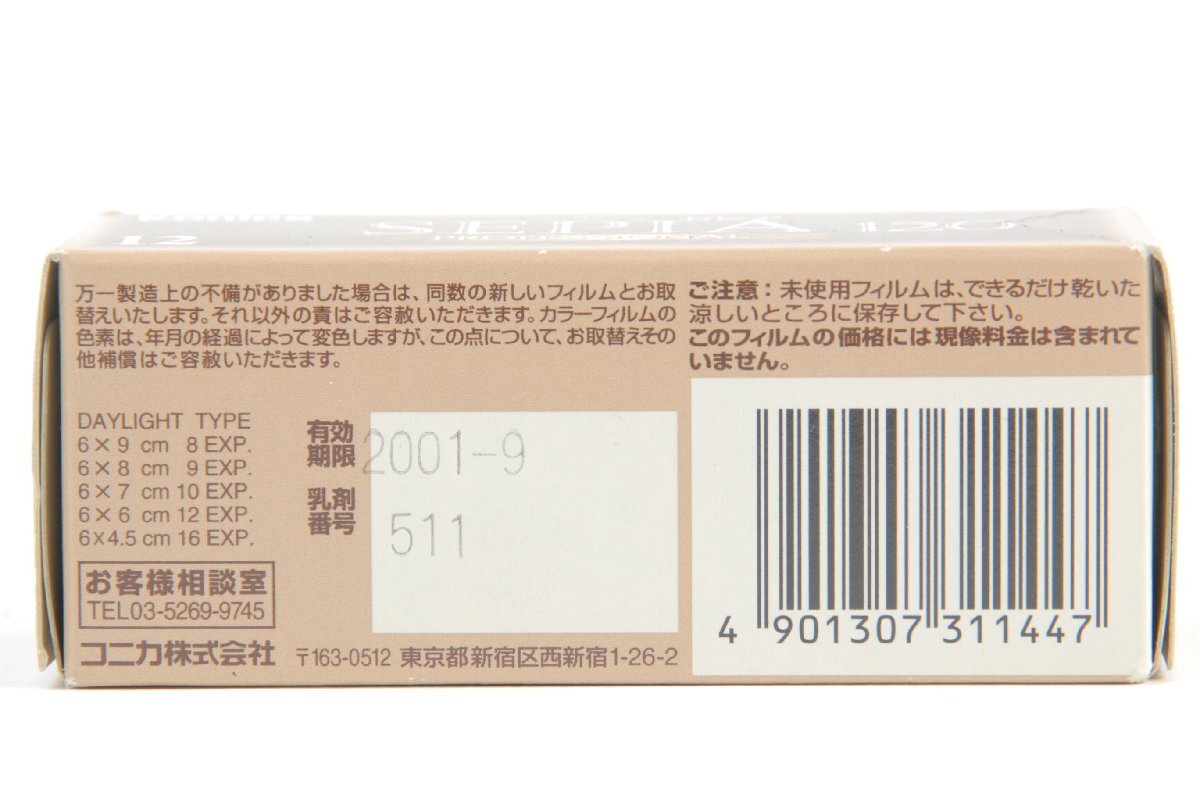 12 SEPIA 120
PROFESSIONAL
万一製造上の不備がありました場合は、同数の新しいフィルムとお取
替えいたします。それ以外の責はご容赦いただきます。カラーフィルムの
色素は、年月の経過によって変色しますが、この点について、お取替えその
他補償はご容赦いただきます。
ご注意：未使用フィルムは、できるだけ乾いた
涼しいところに保存して下さい。
このフィルムの価格には現像料金は含まれて
いません。
DAYLIGHT TYPE
6×9 cm 8 EXP.
6×8 cm 9 EXP.
6×7 cm 10 EXP.
6×6 cm 12 EXP.
6×4.5 cm 16 EXP.
有効
期限 2001-9
乳剤
番号 511
お客様相談室
TEL03-5269-9745
コニカ株式会社 〒163-0512 東京都新宿区西新宿1-26-2
4 901307 311447